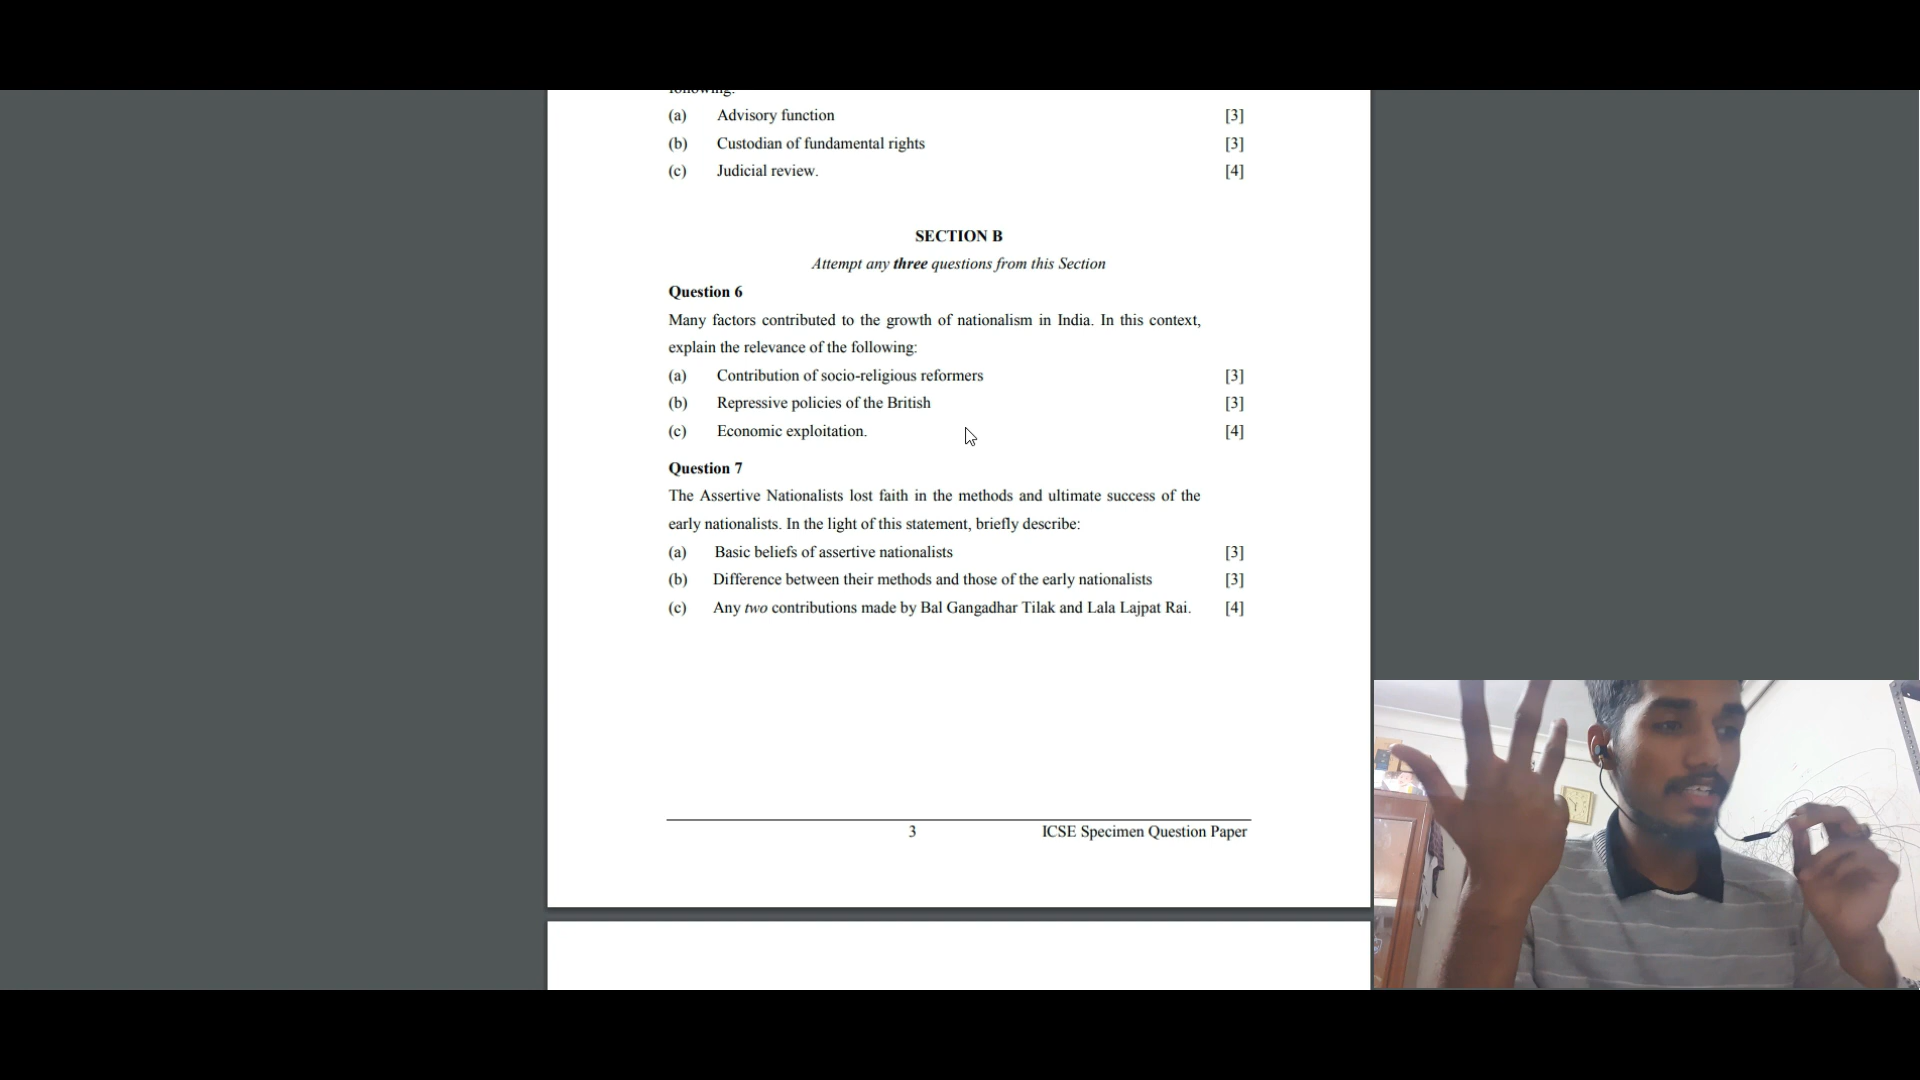 following:
(a) Advisory function [3]
(b) Custodian of fundamental rights [3]
(c) Judicial review. [4]
SECTION B
Attempt any three questions from this Section
Question 6
Many factors contributed to the growth of nationalism in India. In this context,
explain the relevance of the following:
(a) Contribution of socio-religious reformers [3]
(b) Repressive policies of the British [3]
(c) Economic exploitation. [4]
Question 7
The Assertive Nationalists lost faith in the methods and ultimate success of the
early nationalists. In the light of this statement, briefly describe:
(a) Basic beliefs of assertive nationalists [3]
(b) Difference between their methods and those of the early nationalists [3]
(c) Any two contributions made by Bal Gangadhar Tilak and Lala Lajpat Rai. [4]
3 ICSE Specimen Question Paper